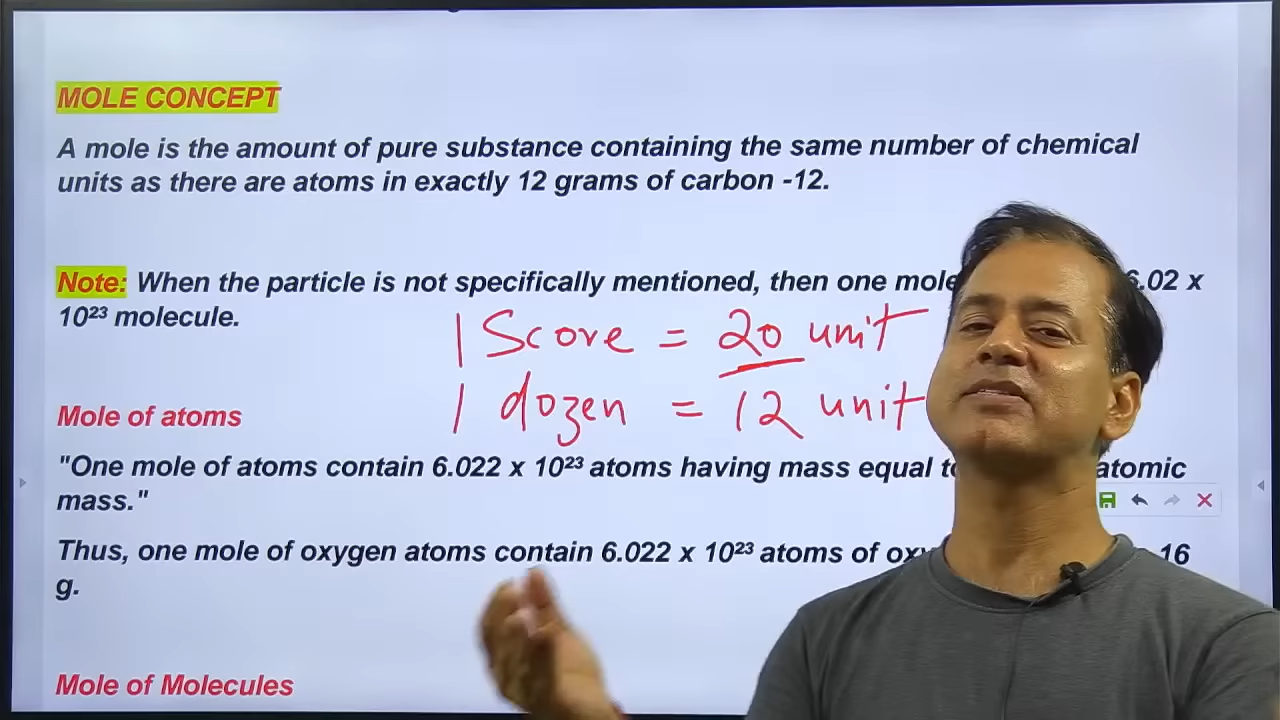 MOLE CONCEPT
A mole is the amount of pure substance containing the same number of chemical
units as there are atoms in exactly 12 grams of carbon -12.
Note: When the particle is not specifically mentioned, then one mole 6.02 x
10²³ molecule.
1 Score = 20 unit
1 dozen = 12 unit
Mole of atoms
"One mole of atoms contain 6.022 x 10²³ atoms having mass equal atomic
mass."
Thus, one mole of oxygen atoms contain 6.022 x 10²³ atoms of 16
g.
Mole of Molecules